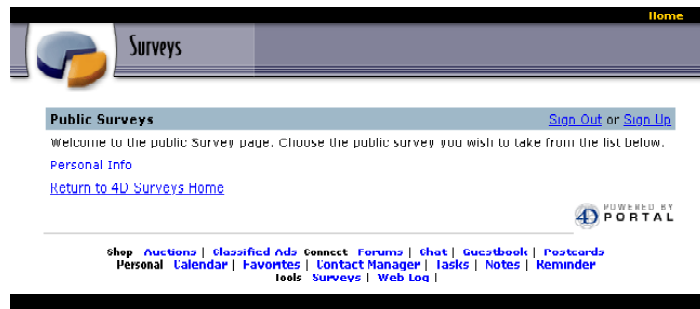 Home
Surveys
Public Surveys Sign Out or Sign Up
Welcome to the public Survey page. Choose the public survey you wish to take from the list below.
Personal Info
Return to 4D Surveys Home
4D POWERED BY
PORTAL
Shop Auctions | Classified Ads Connect Forums | Chat | Guestbook | Postcards
Personal Calendar | Favorites | Contact Manager | Tasks | Notes | Reminder
Tools Surveys | Web Log |